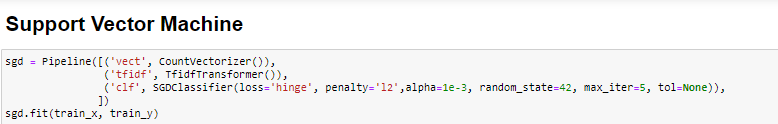 Support Vector Machine
sgd = Pipeline([('vect', CountVectorizer()),
                ('tfidf', TfidfTransformer()),
                ('clf', SGDClassifier(loss='hinge', penalty='l2',alpha=1e-3, random_state=42, max_iter=5, tol=None)),
               ])
sgd.fit(train_x, train_y)